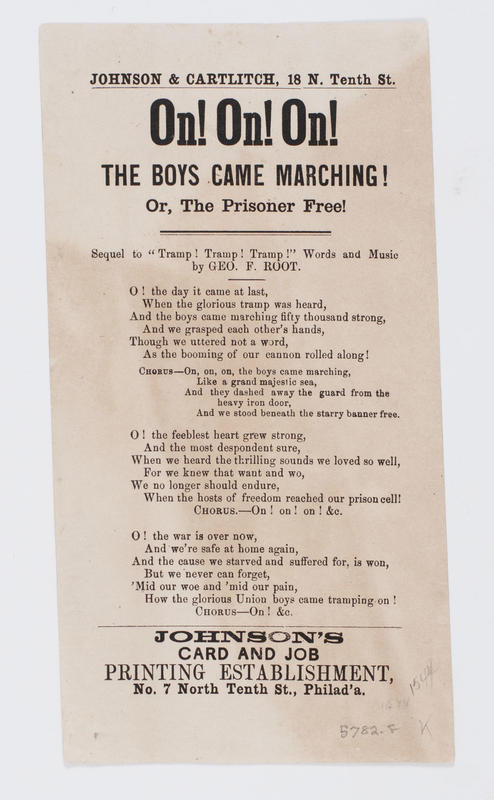 JOHNSON & CARTLITCH, 18 N. Tenth St.
On! On! On!
THE BOYS CAME MARCHING!
Or, The Prisoner Free!
Sequel to "Tramp! Tramp! Tramp!" Words and Music
by GEO. F. ROOT.
O! the day it came at last,
When the glorious tramp was heard,
And the boys came marching fifty thousand strong,
And we grasped each other's hands,
Though we uttered not a word,
As the booming of our cannon rolled along!
CHORUS—On, on, on, the boys came marching,
Like a grand majestic sea,
And they dashed away the guard from the
heavy iron door,
And we stood beneath the starry banner free.
O! the feeblest heart grew strong,
And the most despondent sure,
When we heard the thrilling sounds we loved so well,
For we knew that want and wo,
We no longer should endure,
When the hosts of freedom reached our prison cell!
CHORUS.—On! on! on! &c.
O! the war is over now,
And we're safe at home again,
And the cause we starved and suffered for, is won,
But we never can forget,
'Mid our woe and 'mid our pain,
How the glorious Union boys came tramping on!
CHORUS—On! &c.
JOHNSON'S
CARD AND JOB
PRINTING ESTABLISHMENT,
No. 7 North Tenth St., Philad'a.
5782.F
K